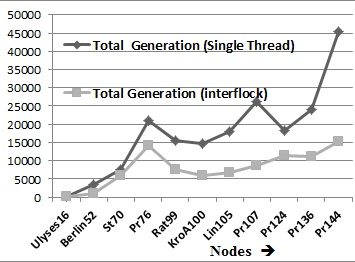 50000
45000
40000
35000
30000
25000
20000
15000
10000
5000
0
Total Generation (Single Thread)
Total Generation (interflock)
Ulyses16
Berlin52
St70
Pr76
Rat99
KroA100
Lin105
Pr107
Pr124
Pr136
Pr144
Nodes →